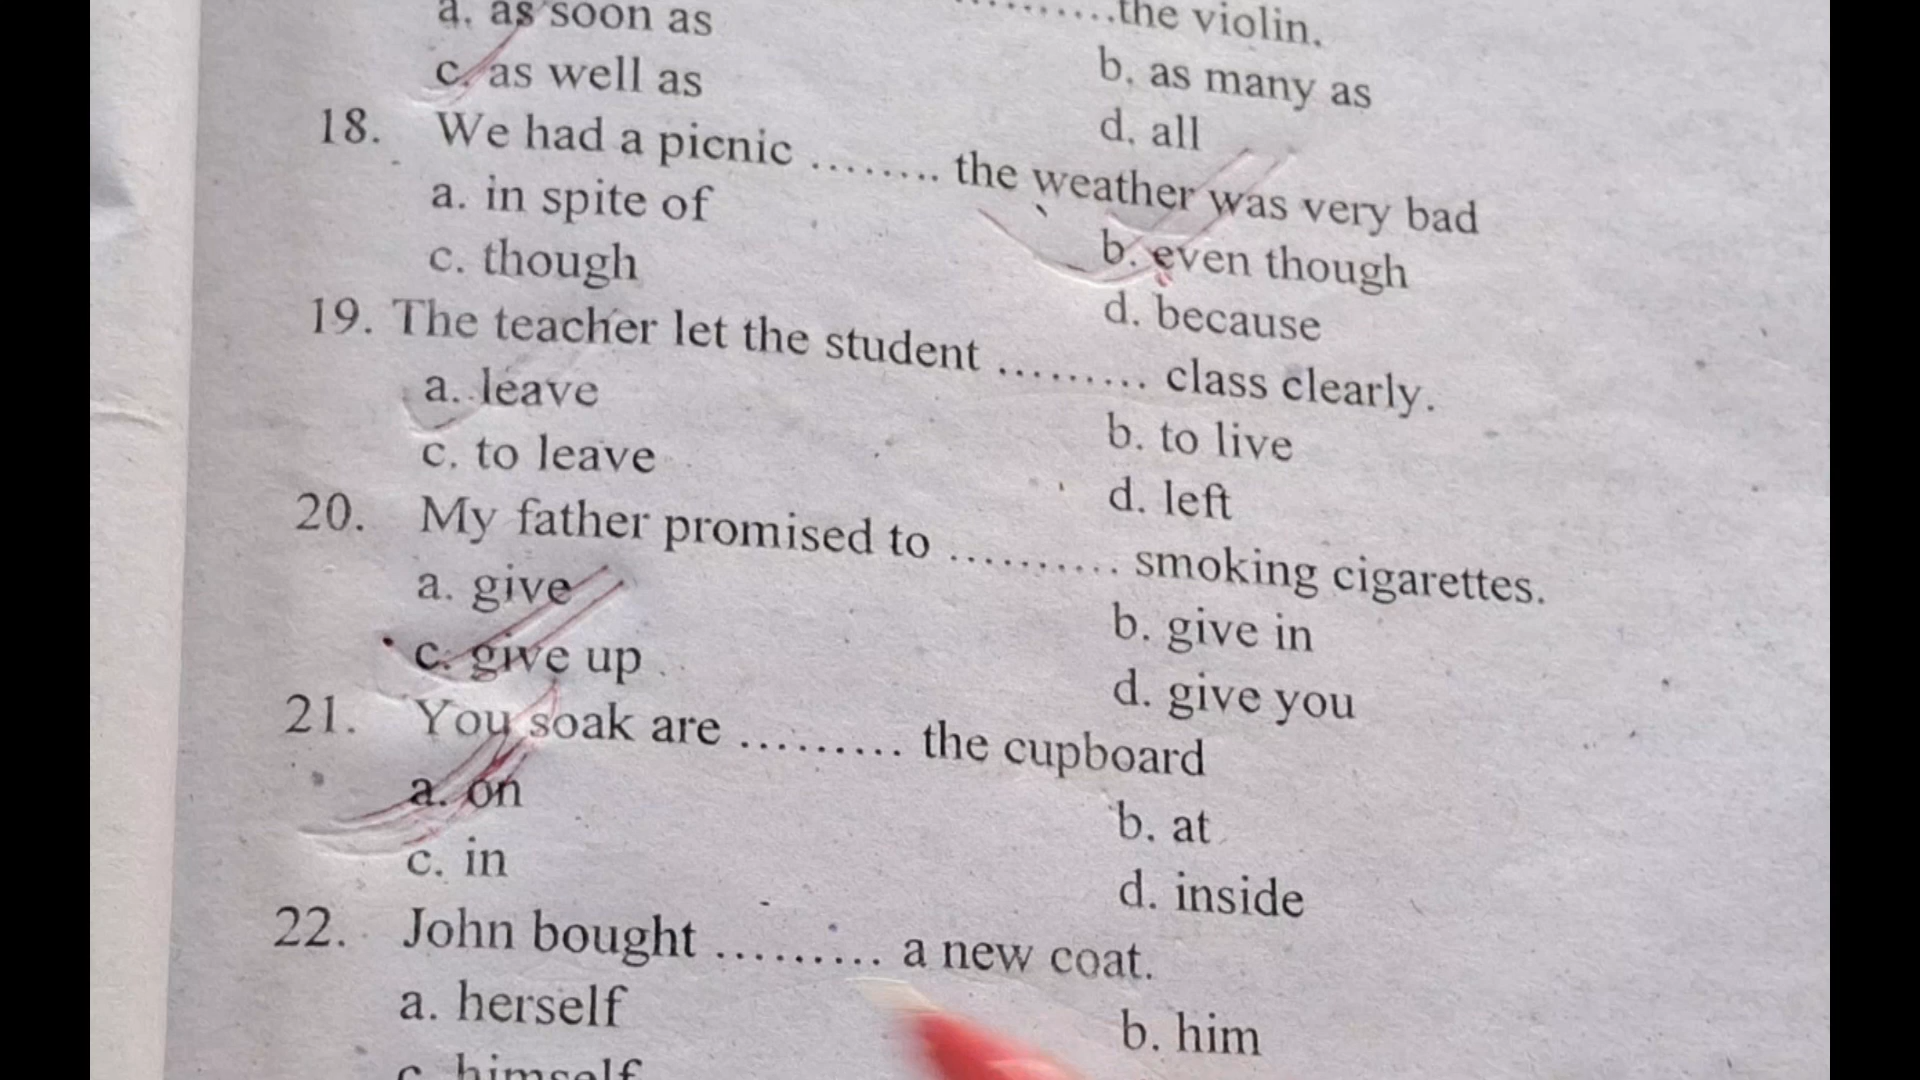 the violin.
a. as soon as
b. as many as
c. as well as
d. all
18. We had a picnic ........ the weather was very bad
a. in spite of
b. even though
c. though
d. because
19. The teacher let the student ......... class clearly.
a. leave
b. to live
c. to leave
d. left
20. My father promised to .......... smoking cigarettes.
a. give
b. give in
c. give up
d. give you
21. You soak are ......... the cupboard
a. on
b. at
c. in
d. inside
22. John bought ......... a new coat.
a. herself
b. him
c. himself